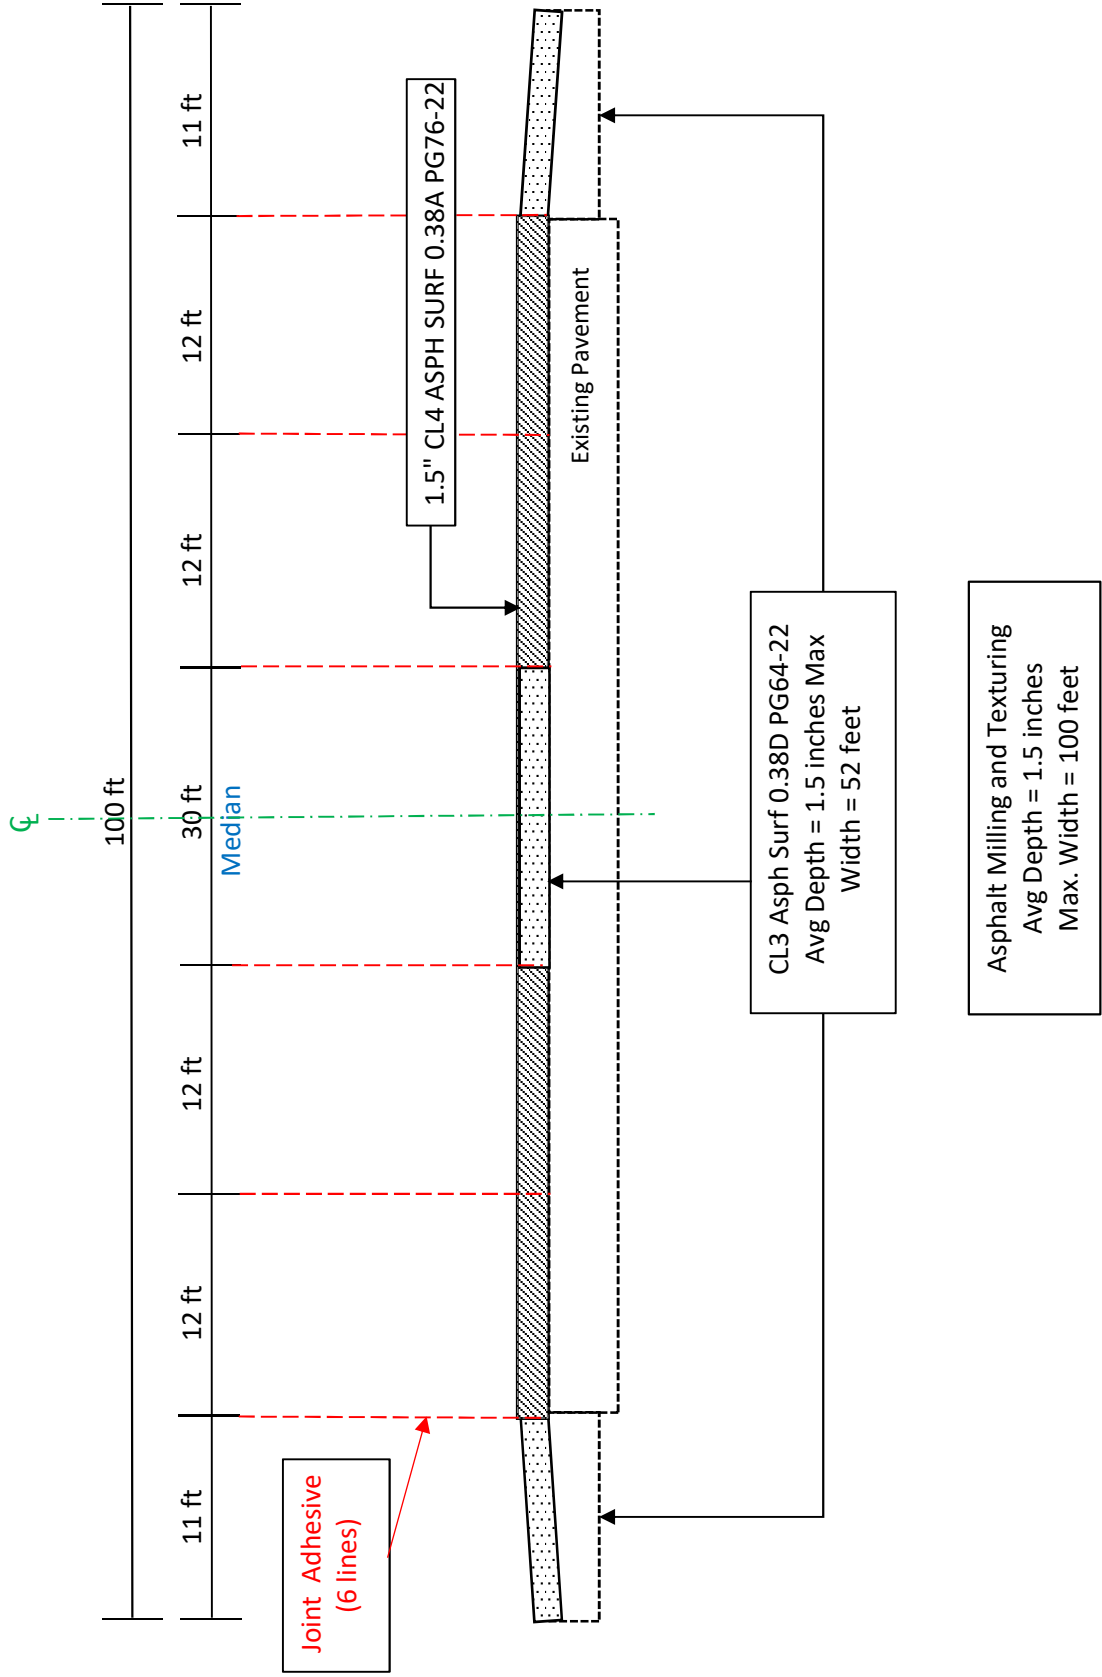 ℄
100 ft
11 ft
12 ft
12 ft
30 ft
12 ft
12 ft
11 ft
Median
Joint Adhesive
(6 lines)
1.5" CL4 ASPH SURF 0.38A PG76-22
Existing Pavement
CL3 Asph Surf 0.38D PG64-22
Avg Depth = 1.5 inches Max
Width = 52 feet
Asphalt Milling and Texturing
Avg Depth = 1.5 inches
Max. Width = 100 feet